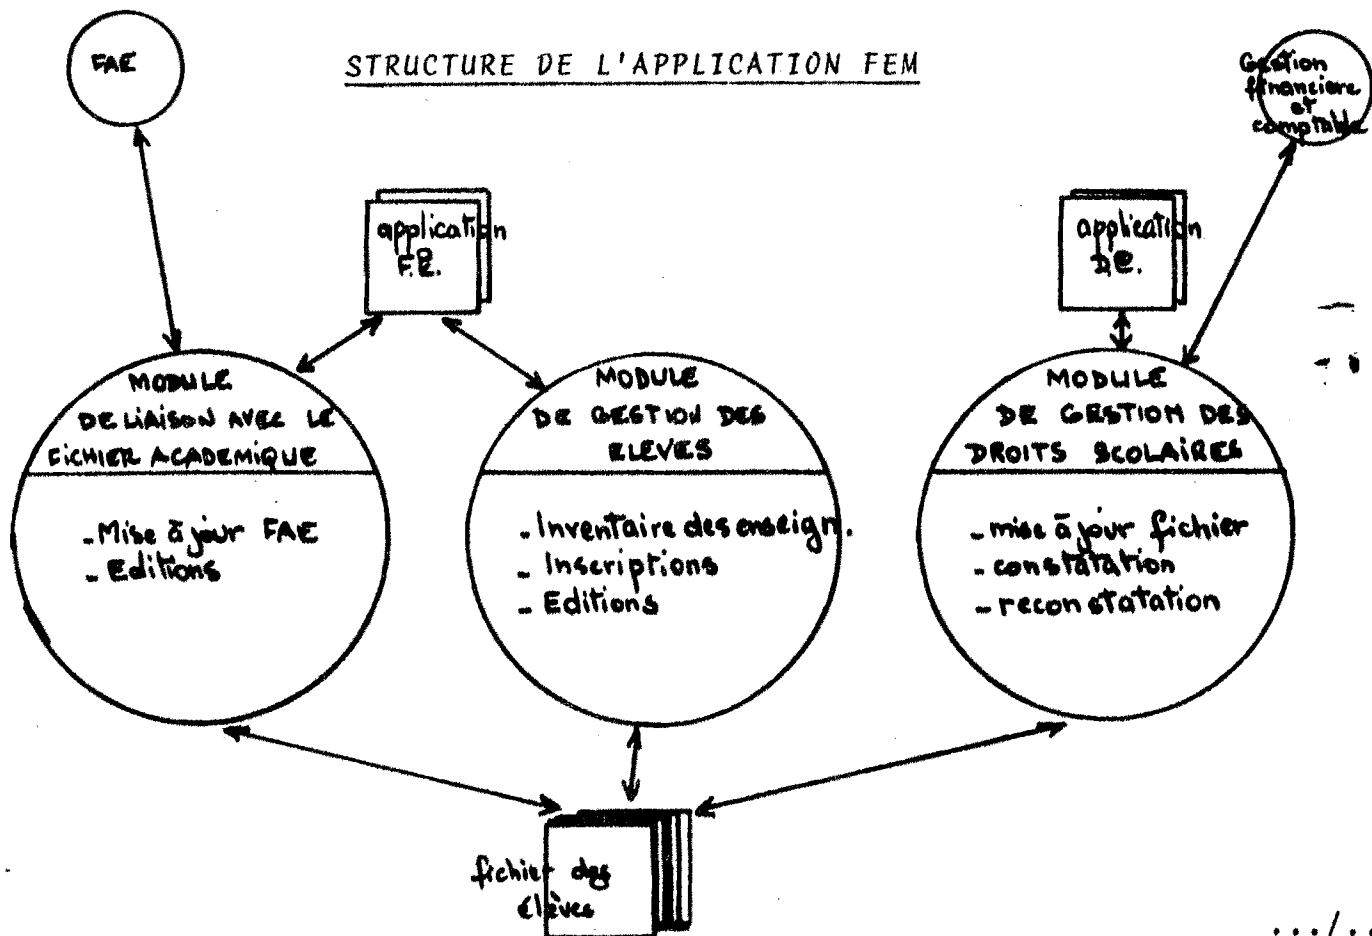 FAE
STRUCTURE DE L'APPLICATION FEM
Gestion
financiere
et
comptable
application
F.E.
application
D.E.
MODULE
DE LIAISON AVEC LE
FICHIER ACADEMIQUE
- Mise à jour FAE
- Editions
MODULE
DE GESTION DES
ELEVES
- Inventaire des enseign.
- Inscriptions
- Editions
MODULE
DE GESTION DES
DROITS SCOLAIRES
- mise à jour fichier
- constatation
- reconstatation
fichier des
élèves
.../..